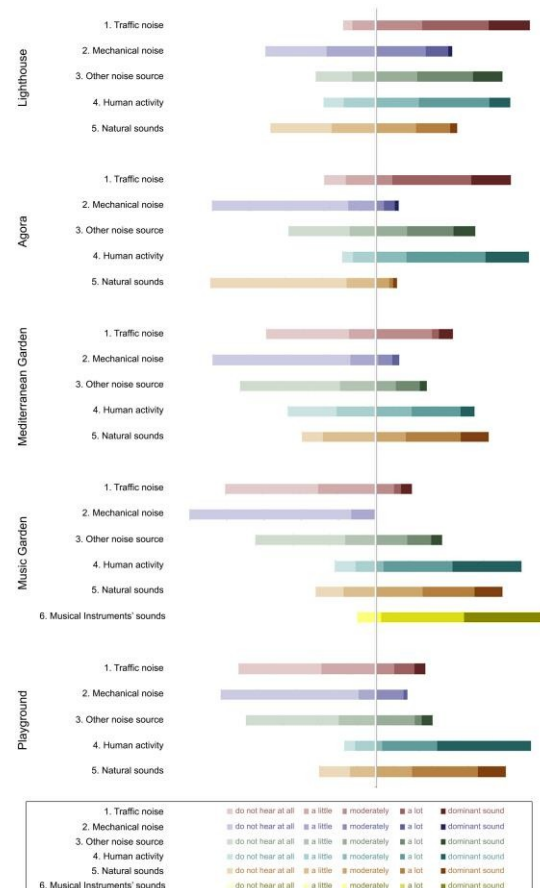 Lighthouse
1. Traffic noise
2. Mechanical noise
3. Other noise source
4. Human activity
5. Natural sounds
Agora
1. Traffic noise
2. Mechanical noise
3. Other noise source
4. Human activity
5. Natural sounds
Mediterranean Garden
1. Traffic noise
2. Mechanical noise
3. Other noise source
4. Human activity
5. Natural sounds
Music Garden
1. Traffic noise
2. Mechanical noise
3. Other noise source
4. Human activity
5. Natural sounds
6. Musical Instruments' sounds
Playground
1. Traffic noise
2. Mechanical noise
3. Other noise source
4. Human activity
5. Natural sounds
1. Traffic noise do not hear at all a little moderately a lot dominant sound
2. Mechanical noise do not hear at all a little moderately a lot dominant sound
3. Other noise source do not hear at all a little moderately a lot dominant sound
4. Human activity do not hear at all a little moderately a lot dominant sound
5. Natural sounds do not hear at all a little moderately a lot dominant sound
6. Musical Instruments' sounds do not hear at all a little moderately a lot dominant sound